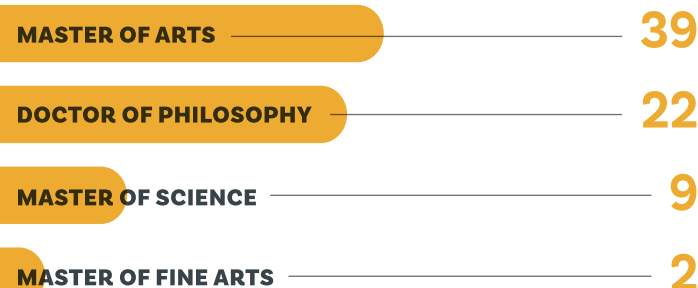 MASTER OF ARTS 39
DOCTOR OF PHILOSOPHY 22
MASTER OF SCIENCE 9
MASTER OF FINE ARTS 2